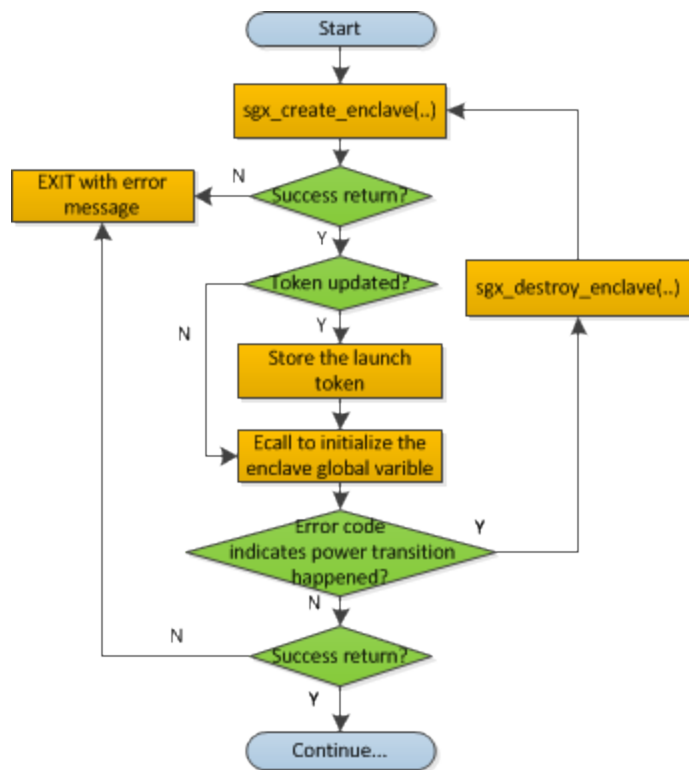 Start
sgx_create_enclave(..)
N
EXIT with error
message
Success return?
Y
Token updated?
sgx_destroy_enclave(..)
N
Y
Store the launch
token
Ecall to initialize the
enclave global varible
Error code
indicates power transition
happened?
Y
N
N
Success return?
Y
Continue...